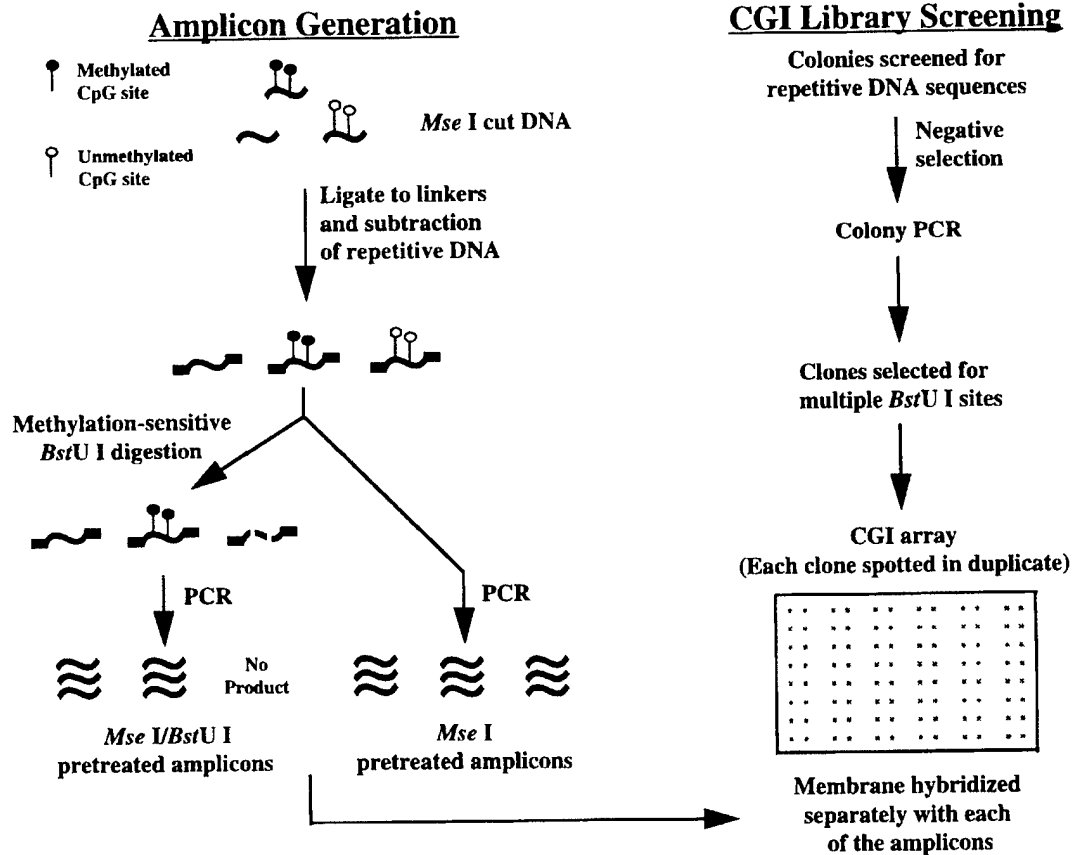 Amplicon Generation
Methylated
CpG site
Unmethylated
CpG site
Mse I cut DNA
Ligate to linkers
and subtraction
of repetitive DNA
Methylation-sensitive
BstU I digestion
PCR
PCR
No
Product
Mse I/BstU I
pretreated amplicons
Mse I
pretreated amplicons
CGI Library Screening
Colonies screened for
repetitive DNA sequences
Negative
selection
Colony PCR
Clones selected for
multiple BstU I sites
CGI array
(Each clone spotted in duplicate)
Membrane hybridized
separately with each
of the amplicons